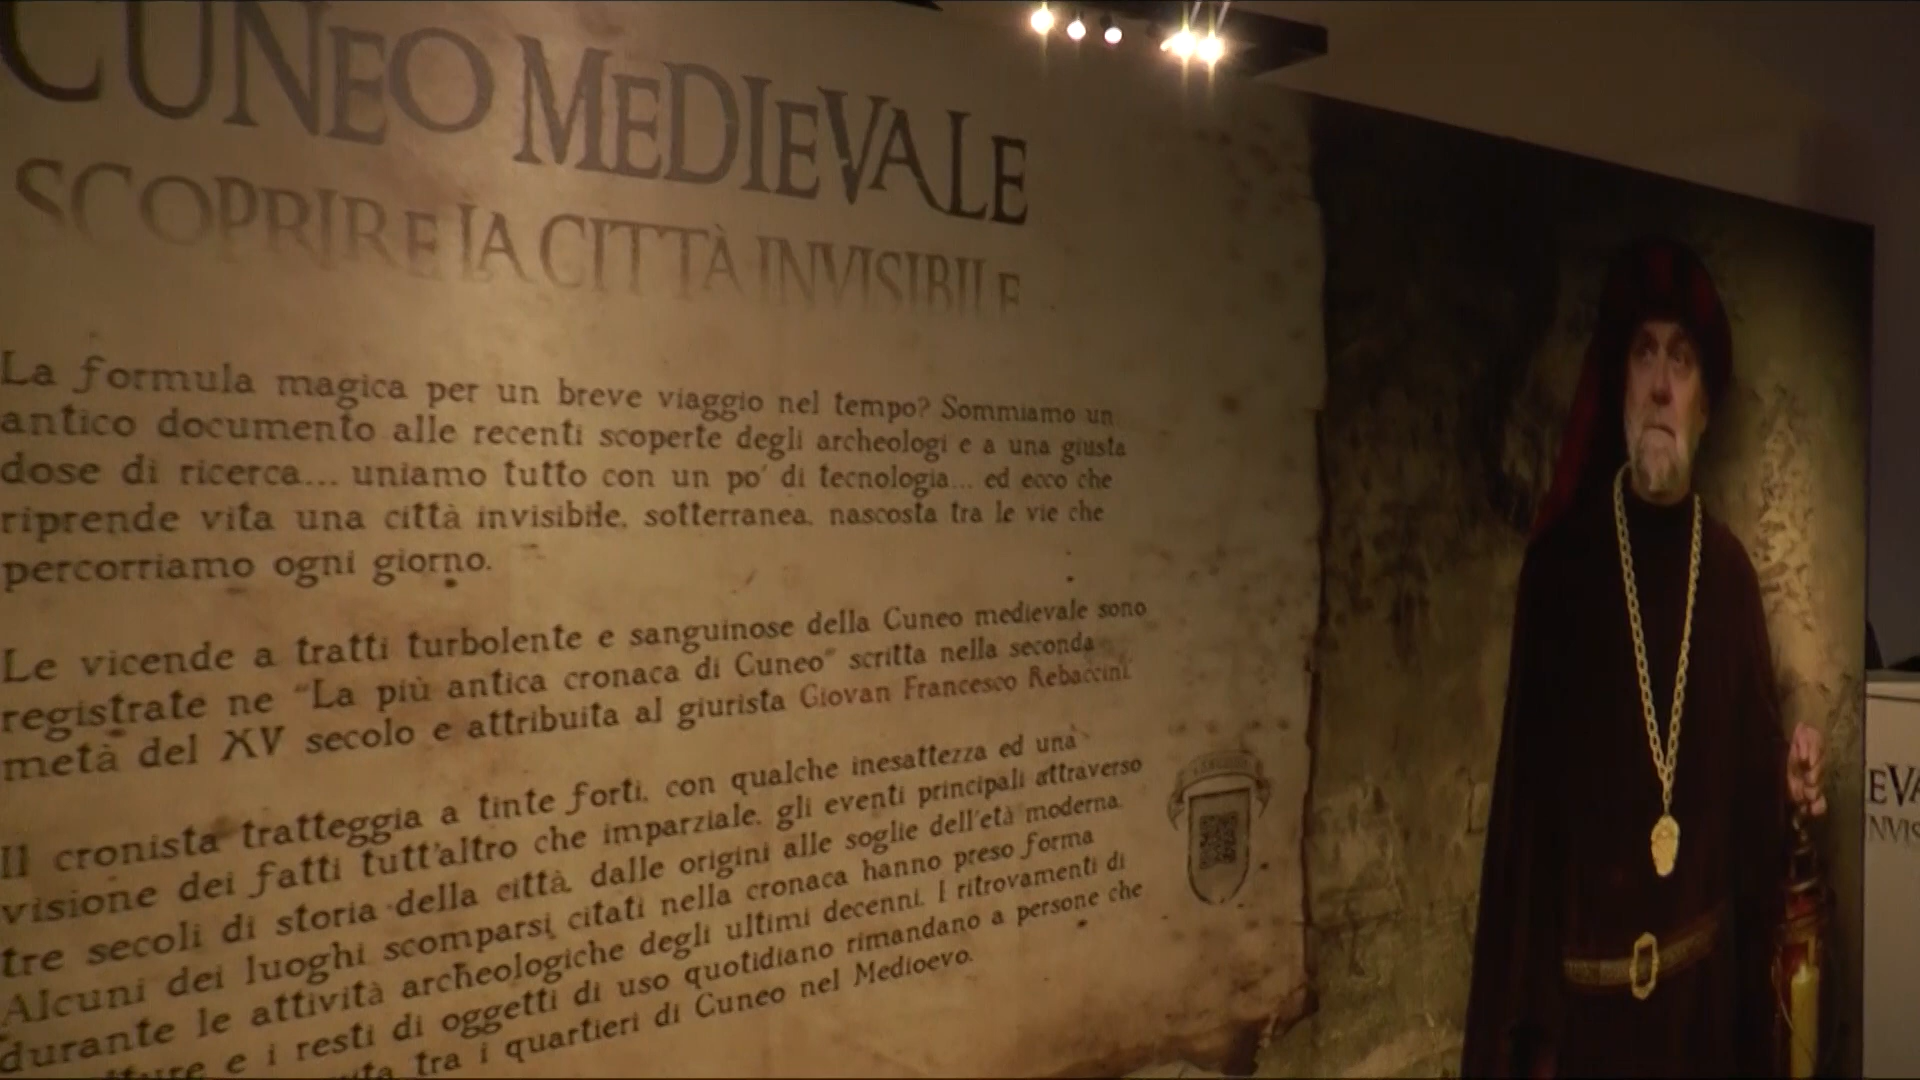 CUNEO MEDIEVALE
SCOPRIRE LA CITTÀ INVISIBILE
La formula magica per un breve viaggio nel tempo? Sommiamo un
antico documento alle recenti scoperte degli archeologi e a una giusta
dose di ricerca... uniamo tutto con un po' di tecnologia... ed ecco che
riprende vita una città invisibile, sotterranea, nascosta tra le vie che
percorriamo ogni giorno.
Le vicende a tratti turbolente e sanguinose della Cuneo medievale sono
registrate ne "La più antica cronaca di Cuneo" scritta nella seconda
metà del XV secolo e attribuita al giurista Giovan Francesco Rebaccini.
Il cronista tratteggia a tinte forti, con qualche inesattezza ed una
visione dei fatti tutt'altro che imparziale, gli eventi principali attraverso
tre secoli di storia della città, dalle origini alle soglie dell'età moderna.
Alcuni dei luoghi scomparsi citati nella cronaca hanno preso forma
durante le attività archeologiche degli ultimi decenni. I ritrovamenti di
e i resti di oggetti di uso quotidiano rimandano a persone che
tra i quartieri di Cuneo nel Medioevo.